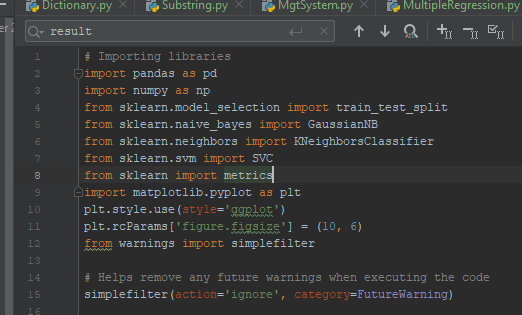 Dictionary.py Substring.py MgtSystem.py MultipleRegression.py
result
1 # Importing libraries
2 import pandas as pd
3 import numpy as np
4 from sklearn.model_selection import train_test_split
5 from sklearn.naive_bayes import GaussianNB
6 from sklearn.neighbors import KNeighborsClassifier
7 from sklearn.svm import SVC
8 from sklearn import metrics
9 import matplotlib.pyplot as plt
10 plt.style.use(style='ggplot')
11 plt.rcParams['figure.figsize'] = (10, 6)
12 from warnings import simplefilter
13
14 # Helps remove any future warnings when executing the code
15 simplefilter(action='ignore', category=FutureWarning)
16